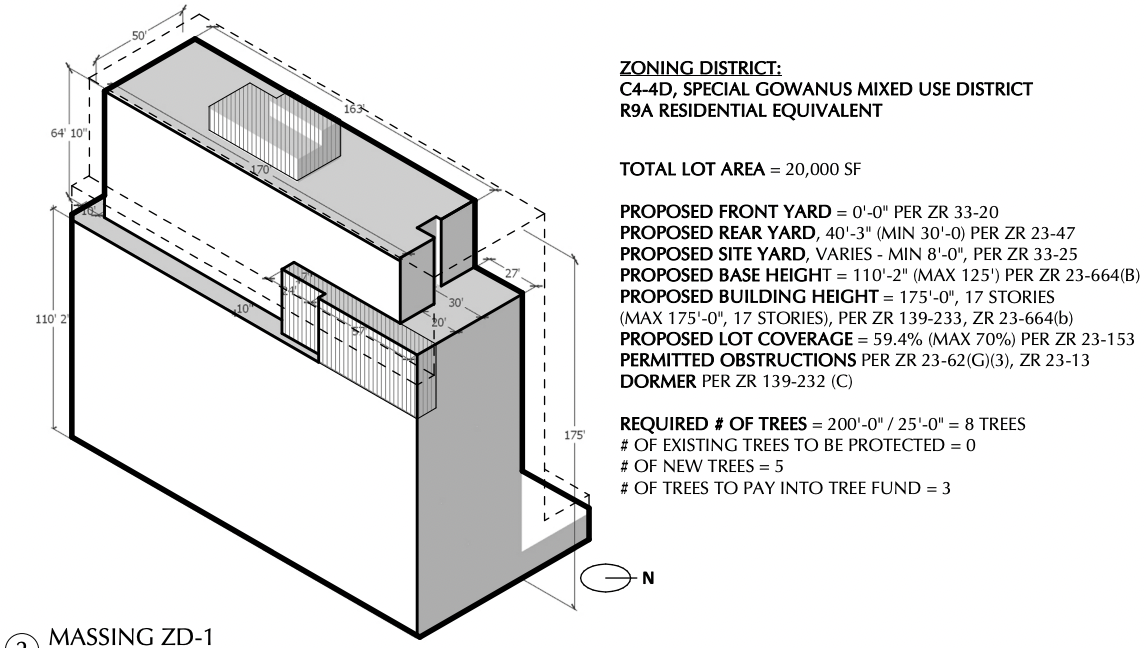 50'
163'
64' 10"
170'
10'
27'
30'
20'
10"
57'
110' 2"
175'
N
2
MASSING ZD-1
ZONING DISTRICT:
C4-4D, SPECIAL GOWANUS MIXED USE DISTRICT
R9A RESIDENTIAL EQUIVALENT
TOTAL LOT AREA = 20,000 SF
PROPOSED FRONT YARD = 0'-0" PER ZR 33-20
PROPOSED REAR YARD, 40'-3" (MIN 30'-0) PER ZR 23-47
PROPOSED SITE YARD, VARIES - MIN 8'-0", PER ZR 33-25
PROPOSED BASE HEIGHT = 110'-2" (MAX 125') PER ZR 23-664(B)
PROPOSED BUILDING HEIGHT = 175'-0", 17 STORIES
(MAX 175'-0", 17 STORIES), PER ZR 139-233, ZR 23-664(b)
PROPOSED LOT COVERAGE = 59.4% (MAX 70%) PER ZR 23-153
PERMITTED OBSTRUCTIONS PER ZR 23-62(G)(3), ZR 23-13
DORMER PER ZR 139-232 (C)
REQUIRED # OF TREES = 200'-0" / 25'-0" = 8 TREES
# OF EXISTING TREES TO BE PROTECTED = 0
# OF NEW TREES = 5
# OF TREES TO PAY INTO TREE FUND = 3